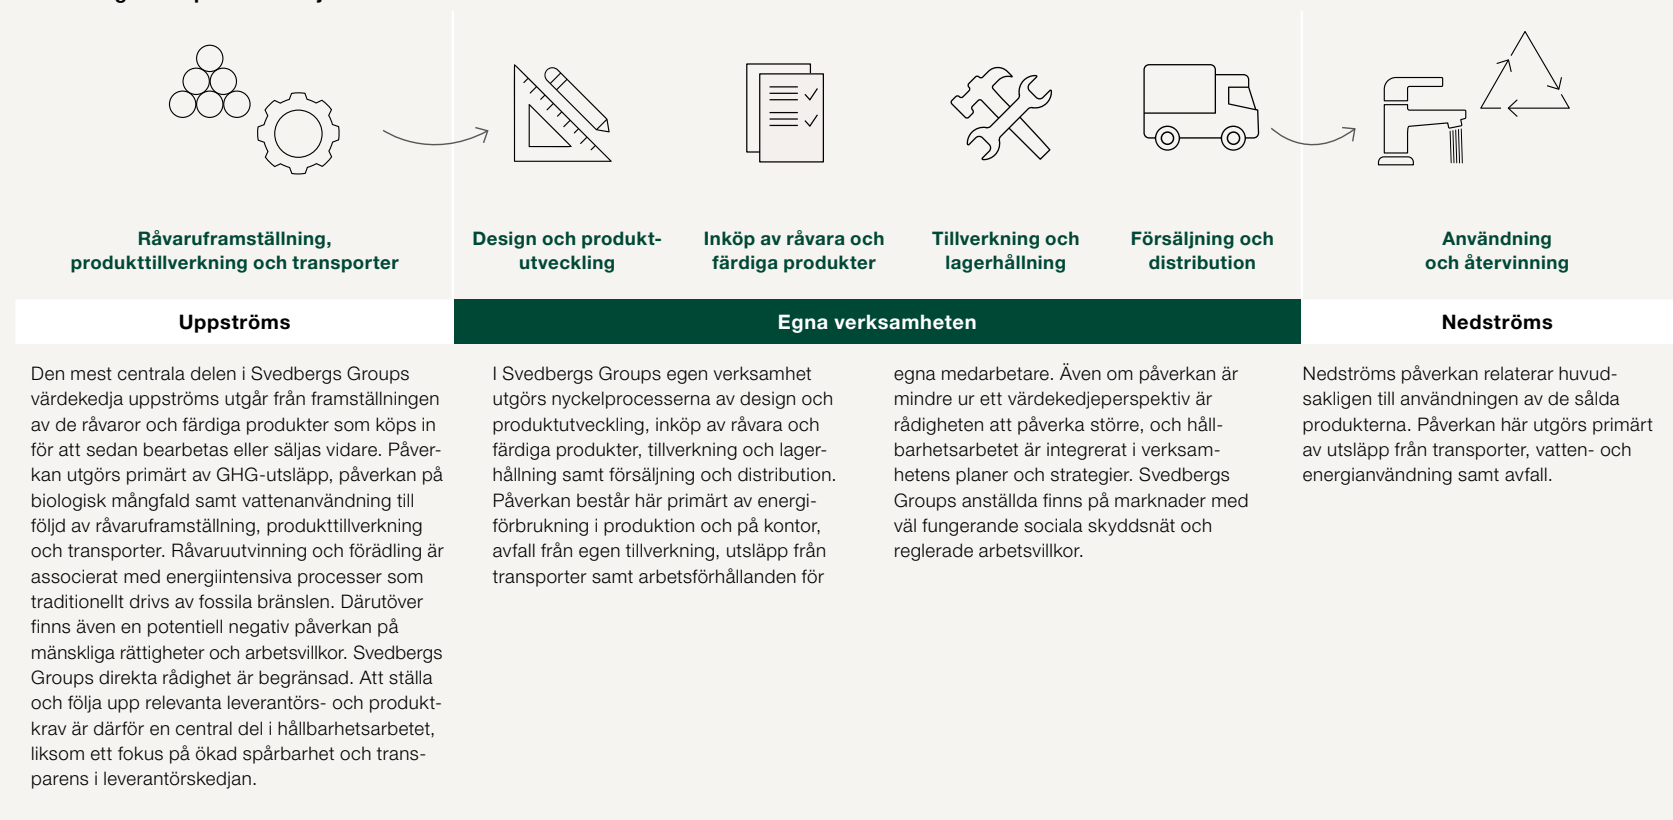 Råvaruframställning,
produkttillverkning och transporter
Design och produkt-
utveckling
Inköp av råvara och
färdiga produkter
Tillverkning och
lagerhållning
Försäljning och
distribution
Användning
och återvinning
Uppströms
Egna verksamheten
Nedströms
Den mest centrala delen i Svedbergs Groups
värdekedja uppströms utgår från framställningen
av de råvaror och färdiga produkter som köps in
för att sedan bearbetas eller säljas vidare. Påver-
kan utgörs primärt av GHG-utsläpp, påverkan på
biologisk mångfald samt vattenanvändning till
följd av råvaruframställning, produkttillverkning
och transporter. Råvaruutvinning och förädling är
associerat med energiintensiva processer som
traditionellt drivs av fossila bränslen. Därutöver
finns även en potentiell negativ påverkan på
mänskliga rättigheter och arbetsvillkor. Svedbergs
Groups direkta rådighet är begränsad. Att ställa
och följa upp relevanta leverantörs- och produkt-
krav är därför en central del i hållbarhetsarbetet,
liksom ett fokus på ökad spårbarhet och trans-
parens i leverantörskedjan.
I Svedbergs Groups egen verksamhet
utgörs nyckelprocesserna av design och
produktutveckling, inköp av råvara och
färdiga produkter, tillverkning och lager-
hållning samt försäljning och distribution.
Påverkan består här primärt av energi-
förbrukning i produktion och på kontor,
avfall från egen tillverkning, utsläpp från
transporter samt arbetsförhållanden för
egna medarbetare. Även om påverkan är
mindre ur ett värdekedjeperspektiv är
rådigheten att påverka större, och håll-
barhetsarbetet är integrerat i verksam-
hetens planer och strategier. Svedbergs
Groups anställda finns på marknader med
väl fungerande sociala skyddsnät och
reglerade arbetsvillkor.
Nedströms påverkan relaterar huvud-
sakligen till användningen av de sålda
produkterna. Påverkan här utgörs primärt
av utsläpp från transporter, vatten- och
energianvändning samt avfall.